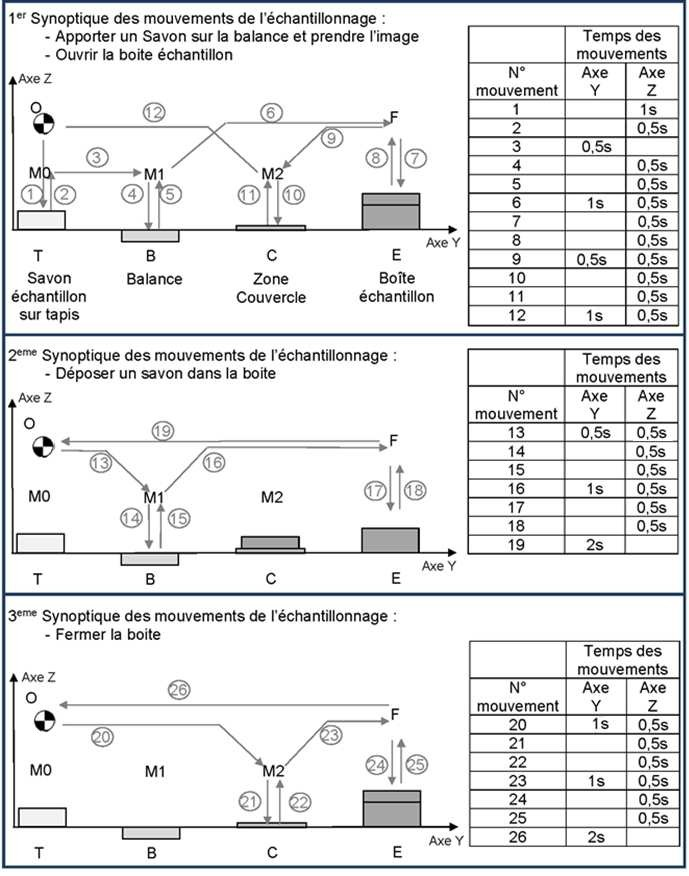 1er Synoptique des mouvements de l'échantillonnage :
- Apporter un Savon sur la balance et prendre l'image
- Ouvrir la boite échantillon
Axe Z
O
12
6
F
9
M0
3
M1
M2
8
7
1
2
4
5
11
10
Axe Y
T
B
C
E
Savon échantillon sur tapis
Balance
Zone Couvercle
Boîte échantillon
Temps des mouvements
N° mouvement Axe Y Axe Z
1 1s
2 0,5s
3 0,5s
4 0,5s
5 0,5s
6 1s 0,5s
7 0,5s
8 0,5s
9 0,5s 0,5s
10 0,5s
11 0,5s
12 1s 0,5s
2eme Synoptique des mouvements de l'échantillonnage :
- Déposer un savon dans la boite
Axe Z
O
19
F
13
16
M0
M1
M2
17
18
14
15
Axe Y
T
B
C
E
Temps des mouvements
N° mouvement Axe Y Axe Z
13 0,5s 0,5s
14 0,5s
15 0,5s
16 1s 0,5s
17 0,5s
18 0,5s
19 2s
3eme Synoptique des mouvements de l'échantillonnage :
- Fermer la boite
Axe Z
O
26
F
20
23
M0
M1
M2
24
25
21
22
Axe Y
T
B
C
E
Temps des mouvements
N° mouvement Axe Y Axe Z
20 1s 0,5s
21 0,5s
22 0,5s
23 1s 0,5s
24 0,5s
25 0,5s
26 2s